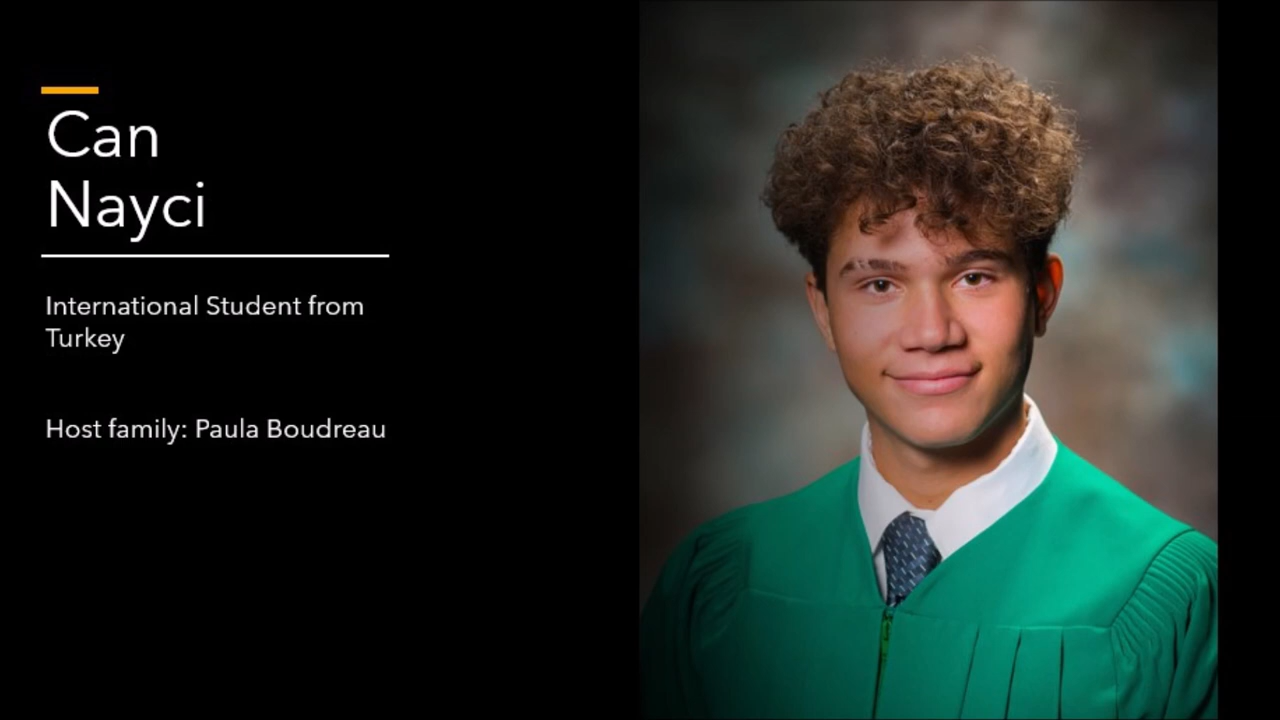 Can
Nayci
International Student from
Turkey
Host family: Paula Boudreau